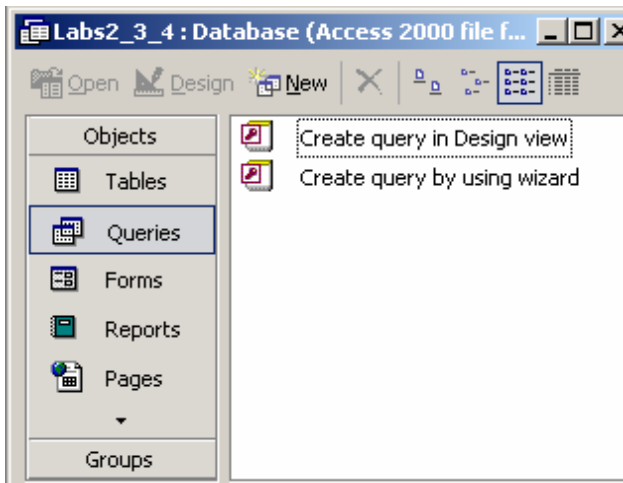 Labs2_3_4 : Database (Access 2000 file f...
Open Design New
Objects
Tables
Queries
Forms
Reports
Pages
Groups
Create query in Design view
Create query by using wizard